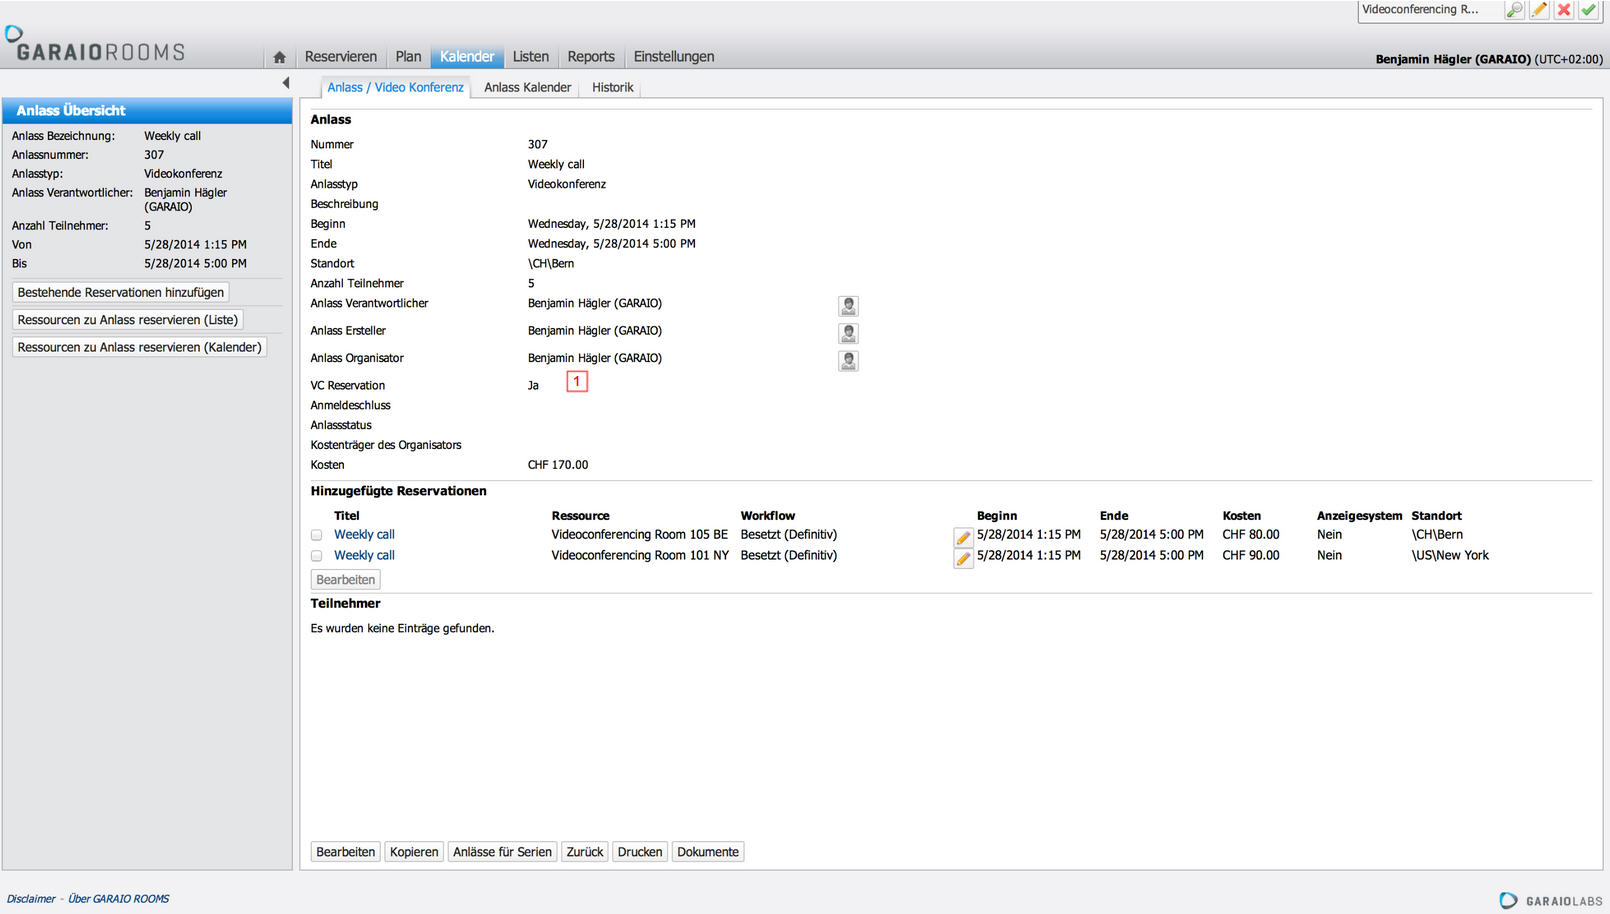 Videoconferencing R...
GARAIOROOMS
Reservieren Plan Kalender Listen Reports Einstellungen
Benjamin Hägler (GARAIO) (UTC+02:00)
Anlass / Video Konferenz Anlass Kalender Historik
Anlass Übersicht
Anlass Bezeichnung: Weekly call
Anlassnummer: 307
Anlasstyp: Videokonferenz
Anlass Verantwortlicher: Benjamin Hägler
(GARAIO)
Anzahl Teilnehmer: 5
Von 5/28/2014 1:15 PM
Bis 5/28/2014 5:00 PM
Bestehende Reservationen hinzufügen
Ressourcen zu Anlass reservieren (Liste)
Ressourcen zu Anlass reservieren (Kalender)
Anlass
Nummer 307
Titel Weekly call
Anlasstyp Videokonferenz
Beschreibung
Beginn Wednesday, 5/28/2014 1:15 PM
Ende Wednesday, 5/28/2014 5:00 PM
Standort \CH\Bern
Anzahl Teilnehmer 5
Anlass Verantwortlicher Benjamin Hägler (GARAIO)
Anlass Ersteller Benjamin Hägler (GARAIO)
Anlass Organisator Benjamin Hägler (GARAIO)
VC Reservation Ja 1
Anmeldeschluss
Anlassstatus
Kostenträger des Organisators
Kosten CHF 170.00
Hinzugefügte Reservationen
Titel Ressource Workflow Beginn Ende Kosten Anzeigesystem Standort
Weekly call Videoconferencing Room 105 BE Besetzt (Definitiv) 5/28/2014 1:15 PM 5/28/2014 5:00 PM CHF 80.00 Nein \CH\Bern
Weekly call Videoconferencing Room 101 NY Besetzt (Definitiv) 5/28/2014 1:15 PM 5/28/2014 5:00 PM CHF 90.00 Nein \US\New York
Bearbeiten
Teilnehmer
Es wurden keine Einträge gefunden.
Bearbeiten Kopieren Anlässe für Serien Zurück Drucken Dokumente
Disclaimer - Über GARAIO ROOMS
GARAIOLABS